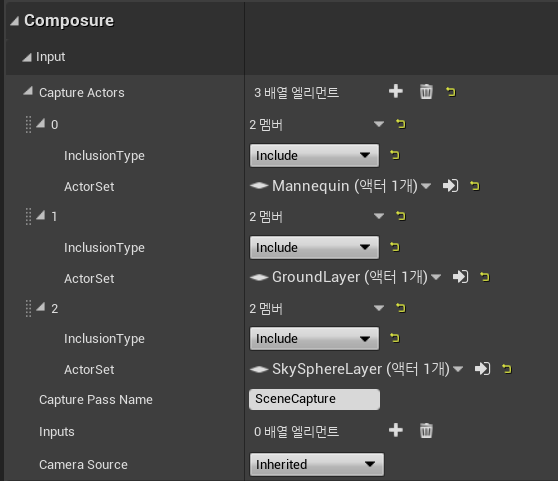 Composure
Input
Capture Actors 3 배열 엘리먼트
0 2 멤버
InclusionType Include
ActorSet Mannequin (액터 1개)
1 2 멤버
InclusionType Include
ActorSet GroundLayer (액터 1개)
2 2 멤버
InclusionType Include
ActorSet SkySphereLayer (액터 1개)
Capture Pass Name SceneCapture
Inputs 0 배열 엘리먼트
Camera Source Inherited